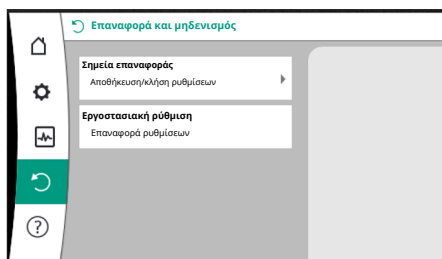 Επαναφορά και μηδενισμός
Σημεία επαναφοράς
Αποθήκευση/κλήση ρυθμίσεων
Εργοστασιακή ρύθμιση
Επαναφορά ρυθμίσεων